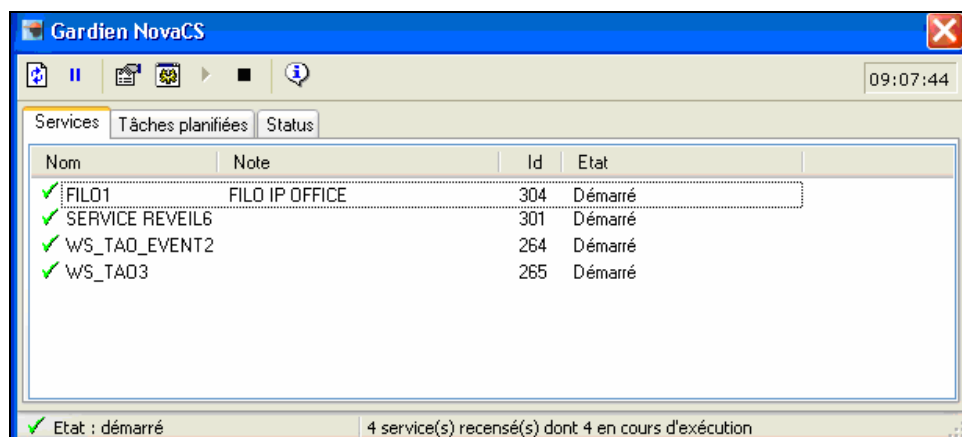 Gardien NovaCS
09:07:44
Services Tâches planifiées Status
Nom Note Id Etat
FILO1 FILO IP OFFICE 304 Démarré
SERVICE REVEIL6 301 Démarré
WS_TAO_EVENT2 264 Démarré
WS_TAO3 265 Démarré
Etat : démarré 4 service(s) recensé(s) dont 4 en cours d'exécution